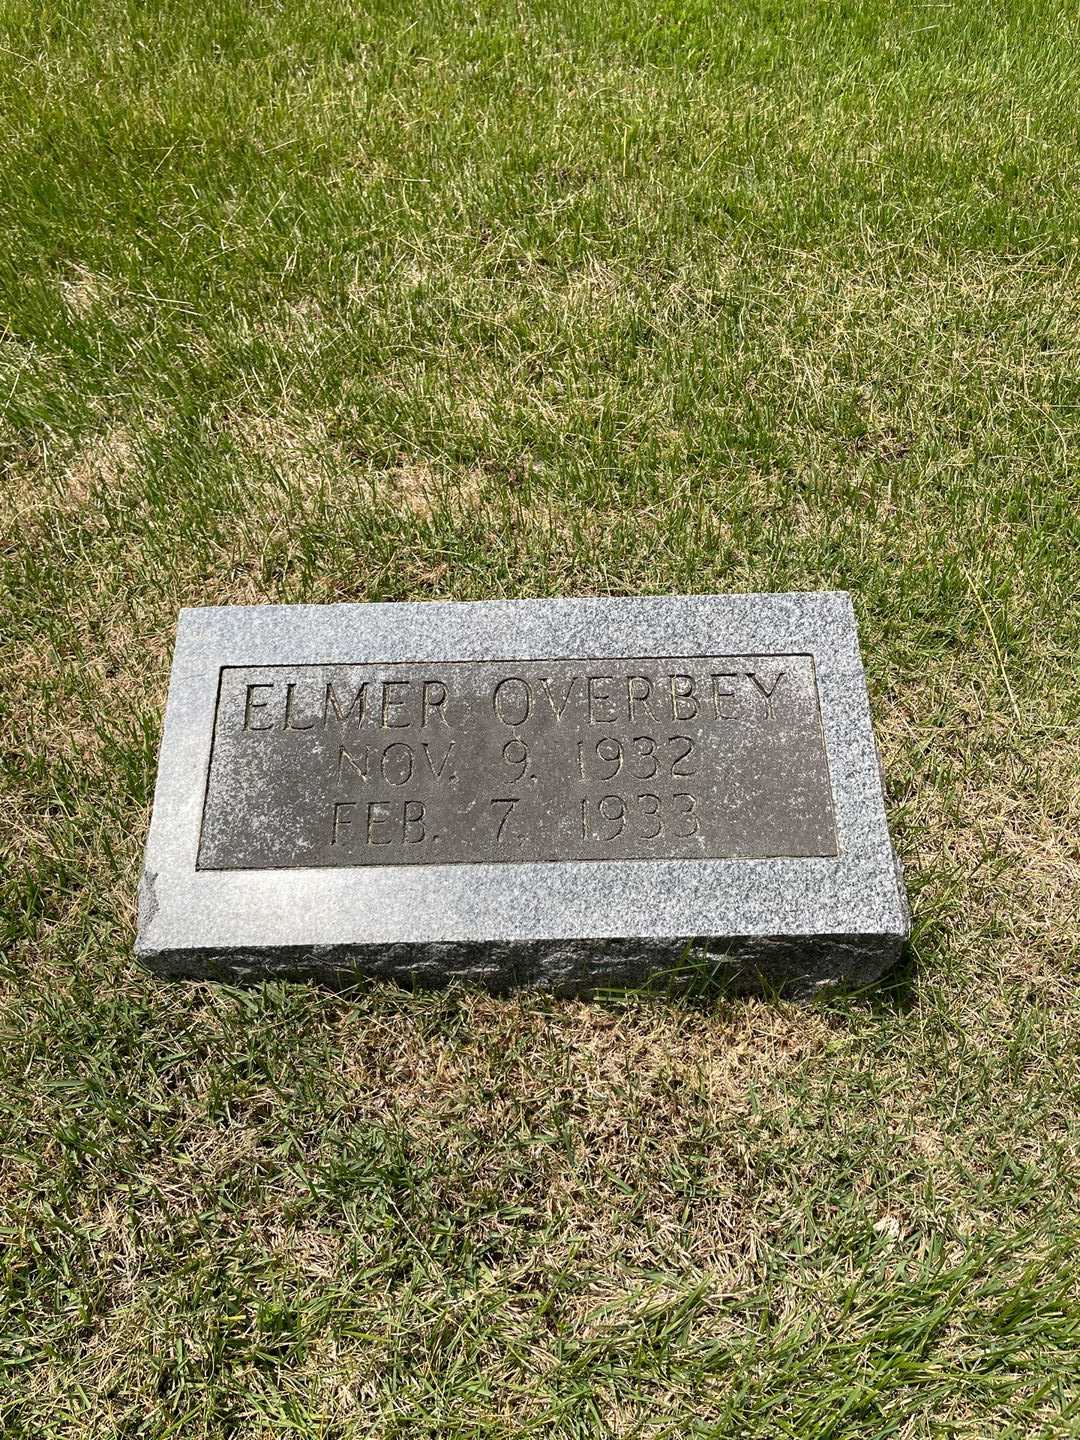 ELMER OVERBEY
NOV. 9. 1932
FEB. 7. 1933